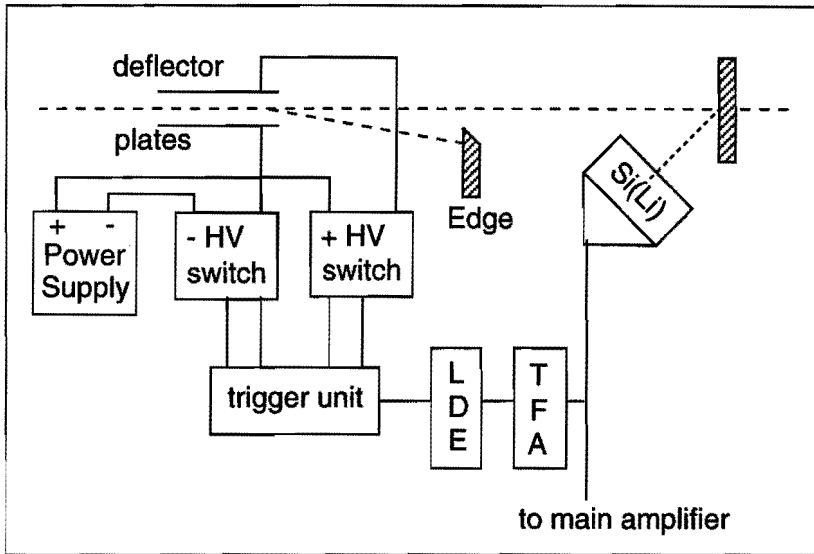 deflector
plates
Edge
Si(Li)
+ -
Power
Supply
- HV
switch
+ HV
switch
trigger unit
L
D
E
T
F
A
to main amplifier